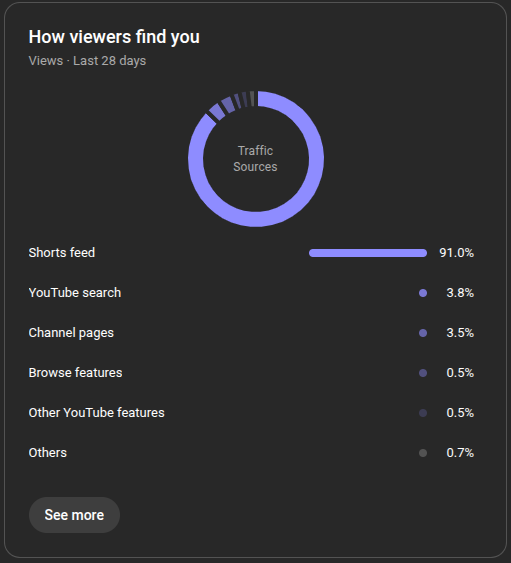 How viewers find you
Views · Last 28 days
Traffic
Sources
Shorts feed 91.0%
YouTube search 3.8%
Channel pages 3.5%
Browse features 0.5%
Other YouTube features 0.5%
Others 0.7%
See more